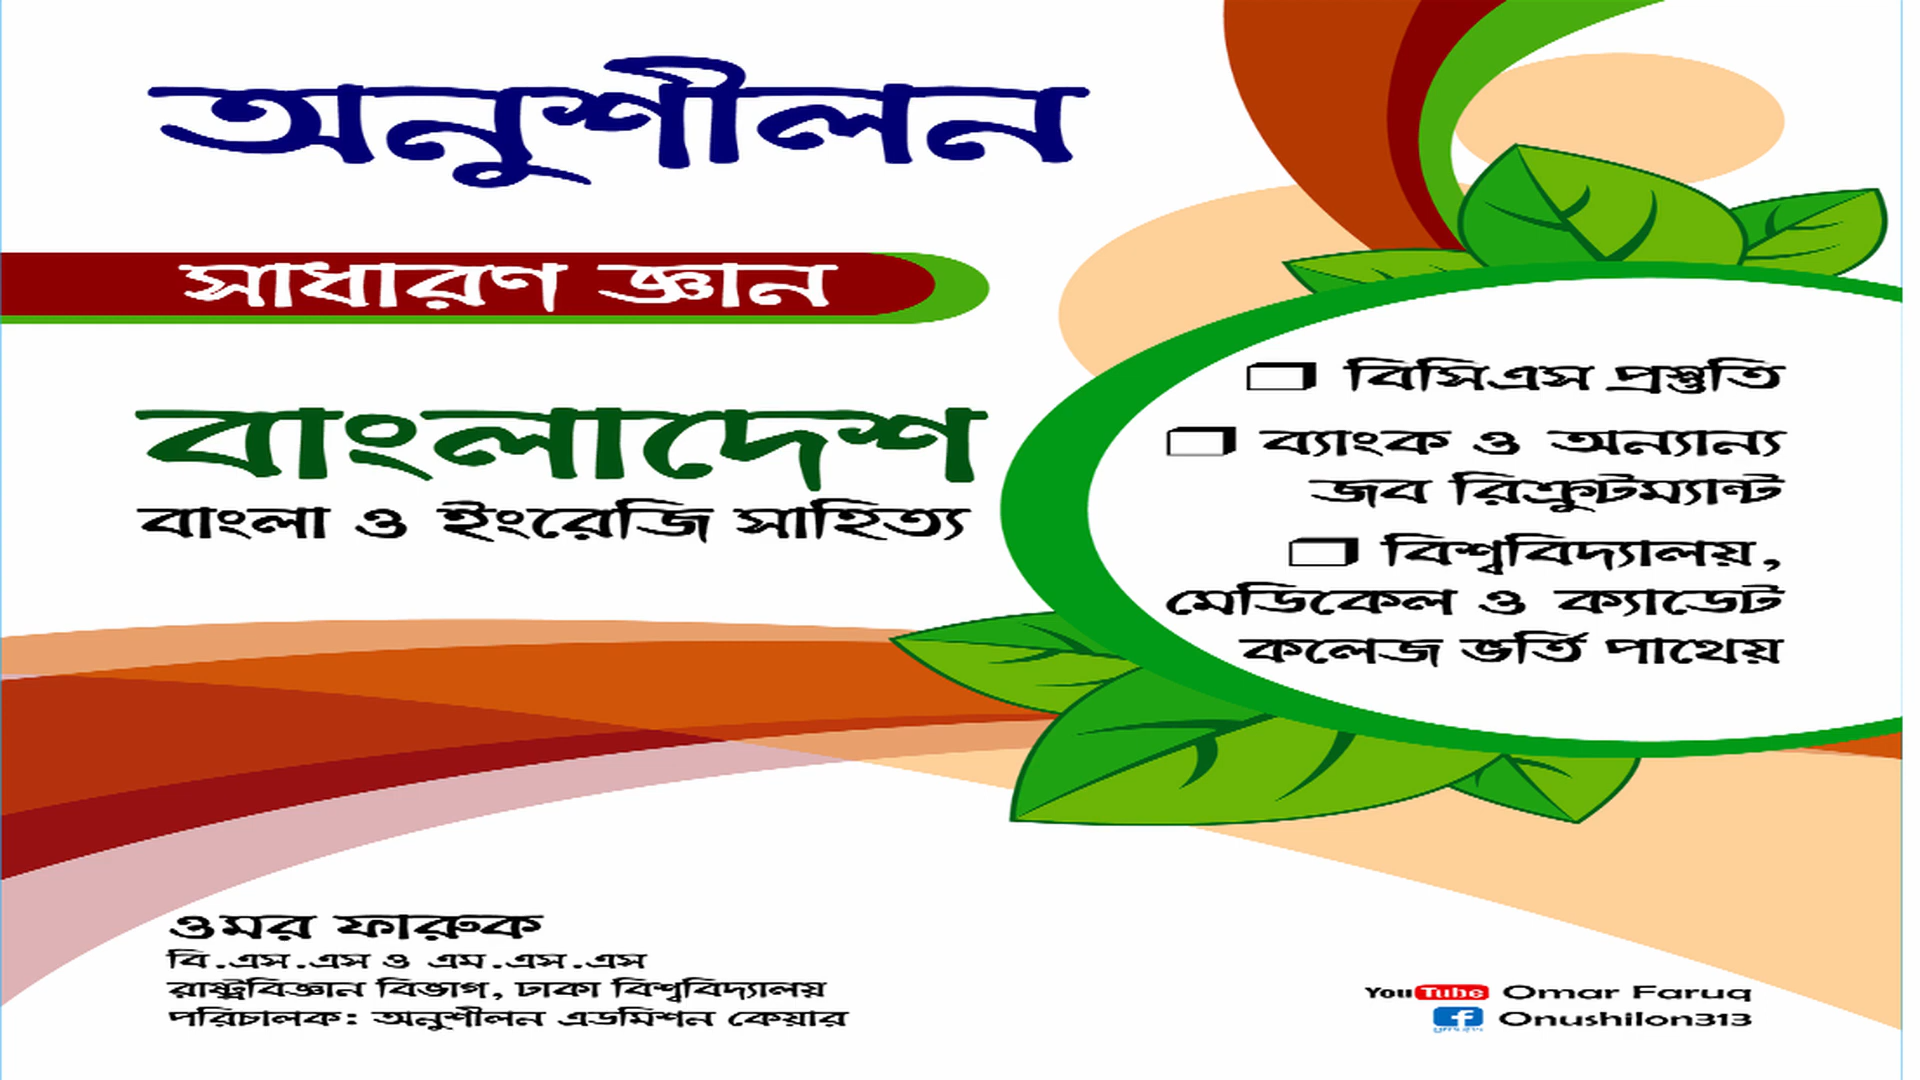 অনুশীলন
সাধারণ জ্ঞান
বাংলাদেশ
বাংলা ও ইংরেজি সাহিত্য
❒ বিসিএস প্রস্তুতি
❒ ব্যাংক ও অন্যান্য
জব রিক্রুটম্যান্ট
❒ বিশ্ববিদ্যালয়,
মেডিকেল ও ক্যাডেট
কলেজ ভর্তি পাথেয়
ওমর ফারুক
বি.এস.এস ও এম.এস.এস
রাষ্ট্রবিজ্ঞান বিভাগ, ঢাকা বিশ্ববিদ্যালয়
পরিচালক: অনুশীলন এডমিশন কেয়ার
YouTube Omar Faruq
f Onushilon313